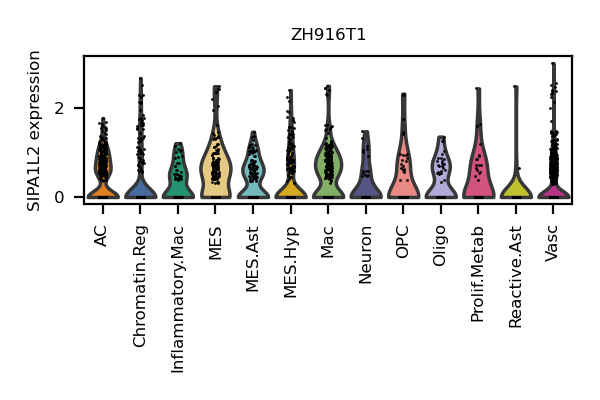 ZH916T1
SIPA1L2 expression
2
0
AC
Chromatin.Reg
Inflammatory.Mac
MES
MES.Ast
MES.Hyp
Mac
Neuron
OPC
Oligo
Prolif.Metab
Reactive.Ast
Vasc